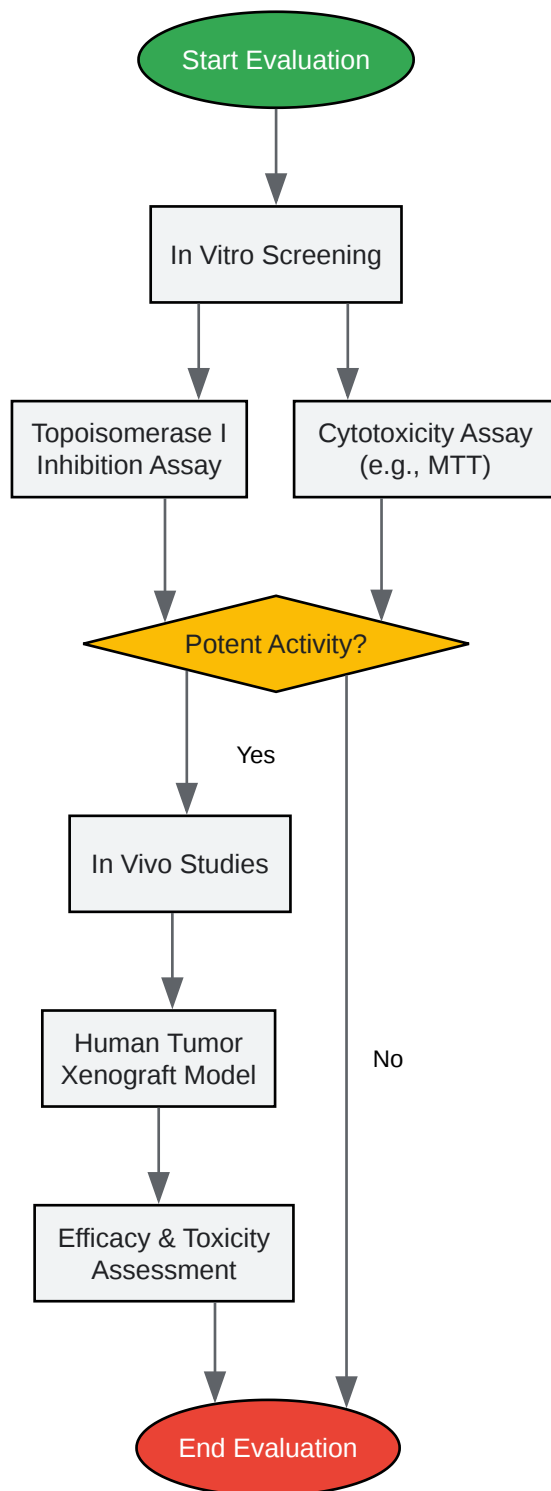 Start Evaluation
In Vitro Screening
Topoisomerase I
Inhibition Assay
Cytotoxicity Assay
(e.g., MTT)
Potent Activity?
Yes
In Vivo Studies
Human Tumor
Xenograft Model
No
Efficacy & Toxicity
Assessment
End Evaluation